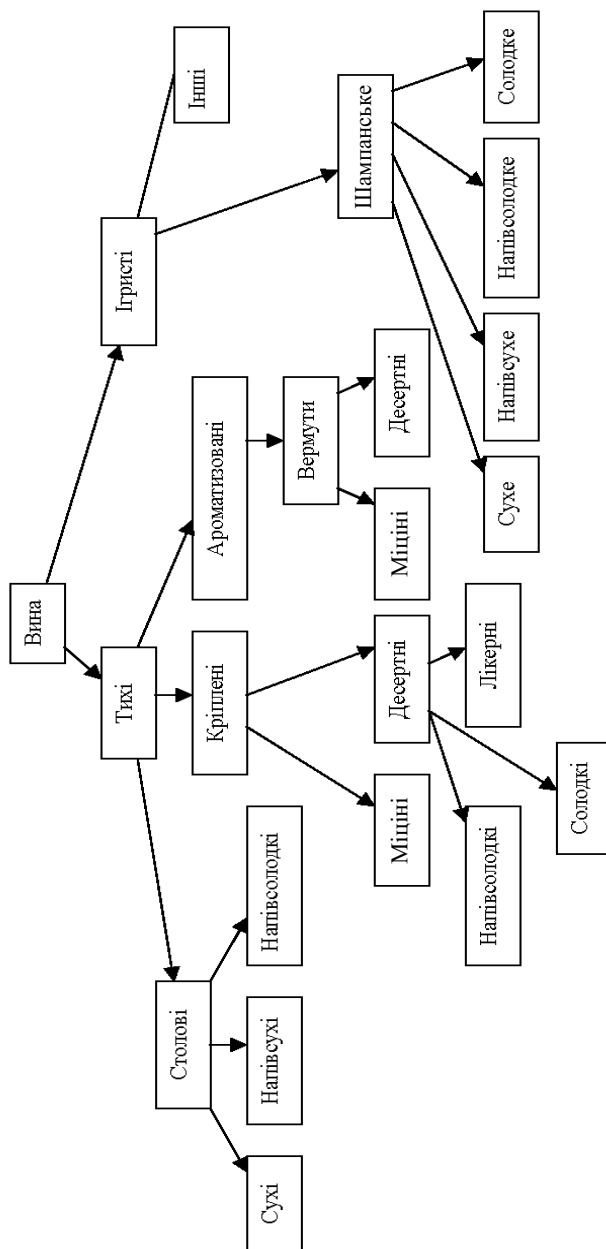 Вина
Тихі
Ігристі
Столові
Кріплені
Ароматизовані
Інші
Сухі
Напівсухі
Напівсолодкі
Вермути
Шампанське
Міцні
Десертні
Міцні
Десертні
Напівсолодкі
Солодкі
Лікерні
Сухе
Напівсухе
Напівсолодке
Солодке